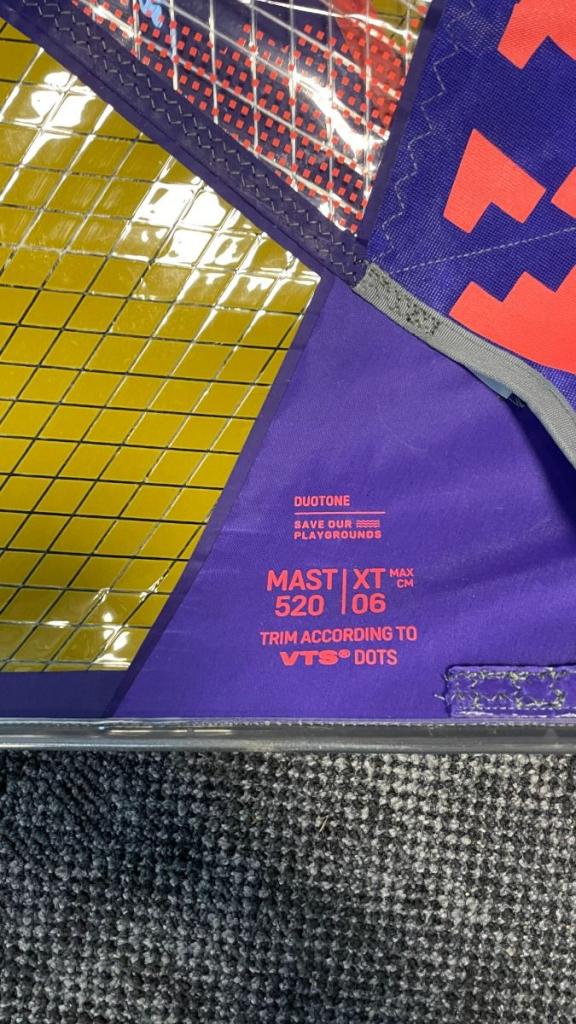 DUOTONE
SAVE OUR
PLAYGROUNDS
MAST XT MAX CM
520 06
TRIM ACCORDING TO
VTS® DOTS